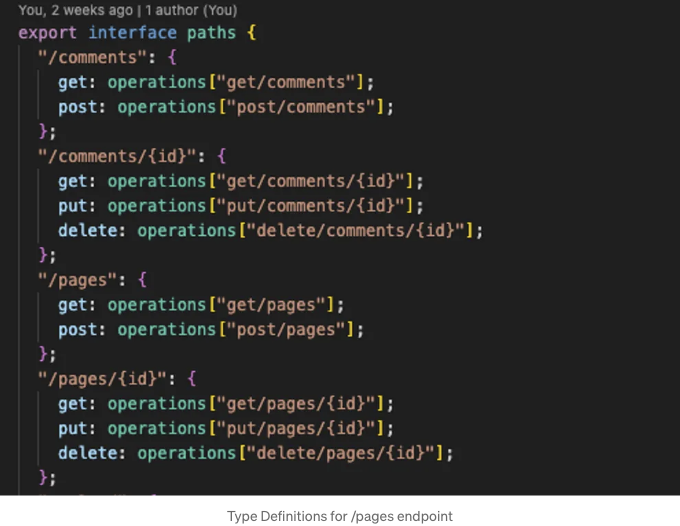 You, 2 weeks ago | 1 author (You)
export interface paths {
"/comments": {
get: operations["get/comments"];
post: operations["post/comments"];
};
"/comments/{id}": {
get: operations["get/comments/{id}"];
put: operations["put/comments/{id}"];
delete: operations["delete/comments/{id}"];
};
"/pages": {
get: operations["get/pages"];
post: operations["post/pages"];
};
"/pages/{id}": {
get: operations["get/pages/{id}"];
put: operations["put/pages/{id}"];
delete: operations["delete/pages/{id}"];
};
Type Definitions for /pages endpoint